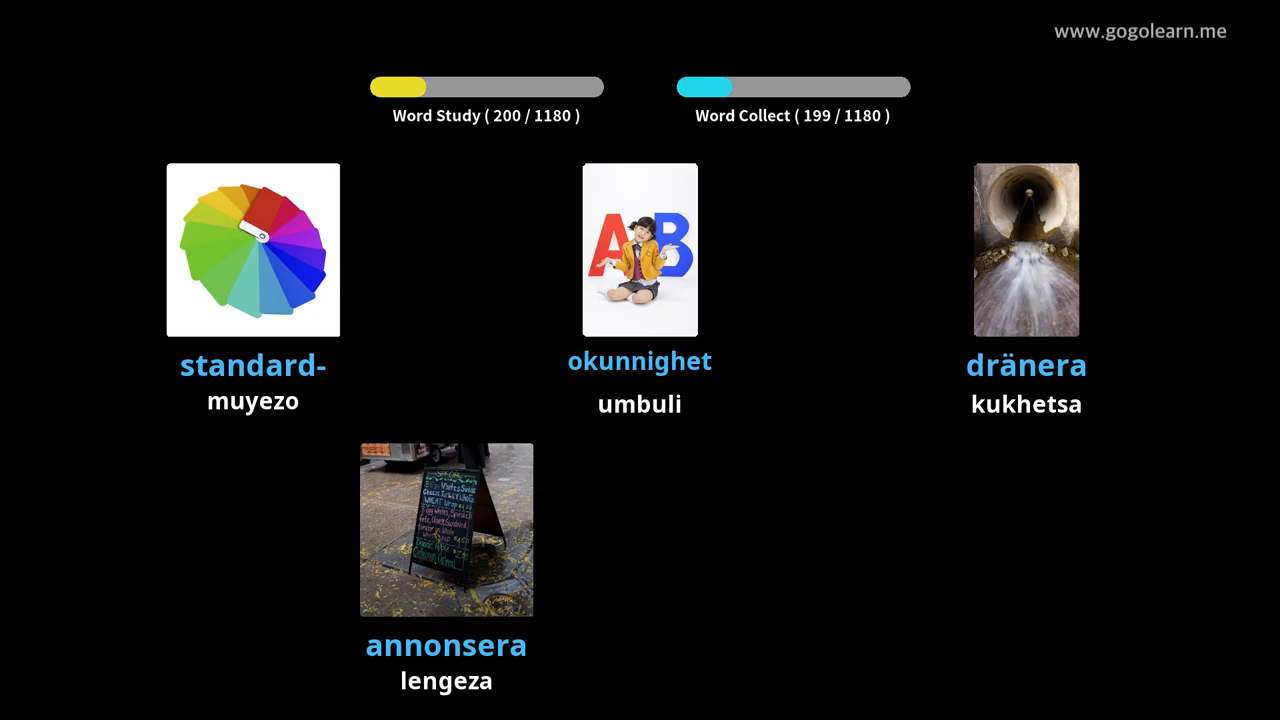 www.gogolearn.me
Word Study ( 200 / 1180 )
Word Collect ( 199 / 1180 )
A B
standard-
muyezo
okunnighet
umbuli
dränera
kukhetsa
annonsera
lengeza